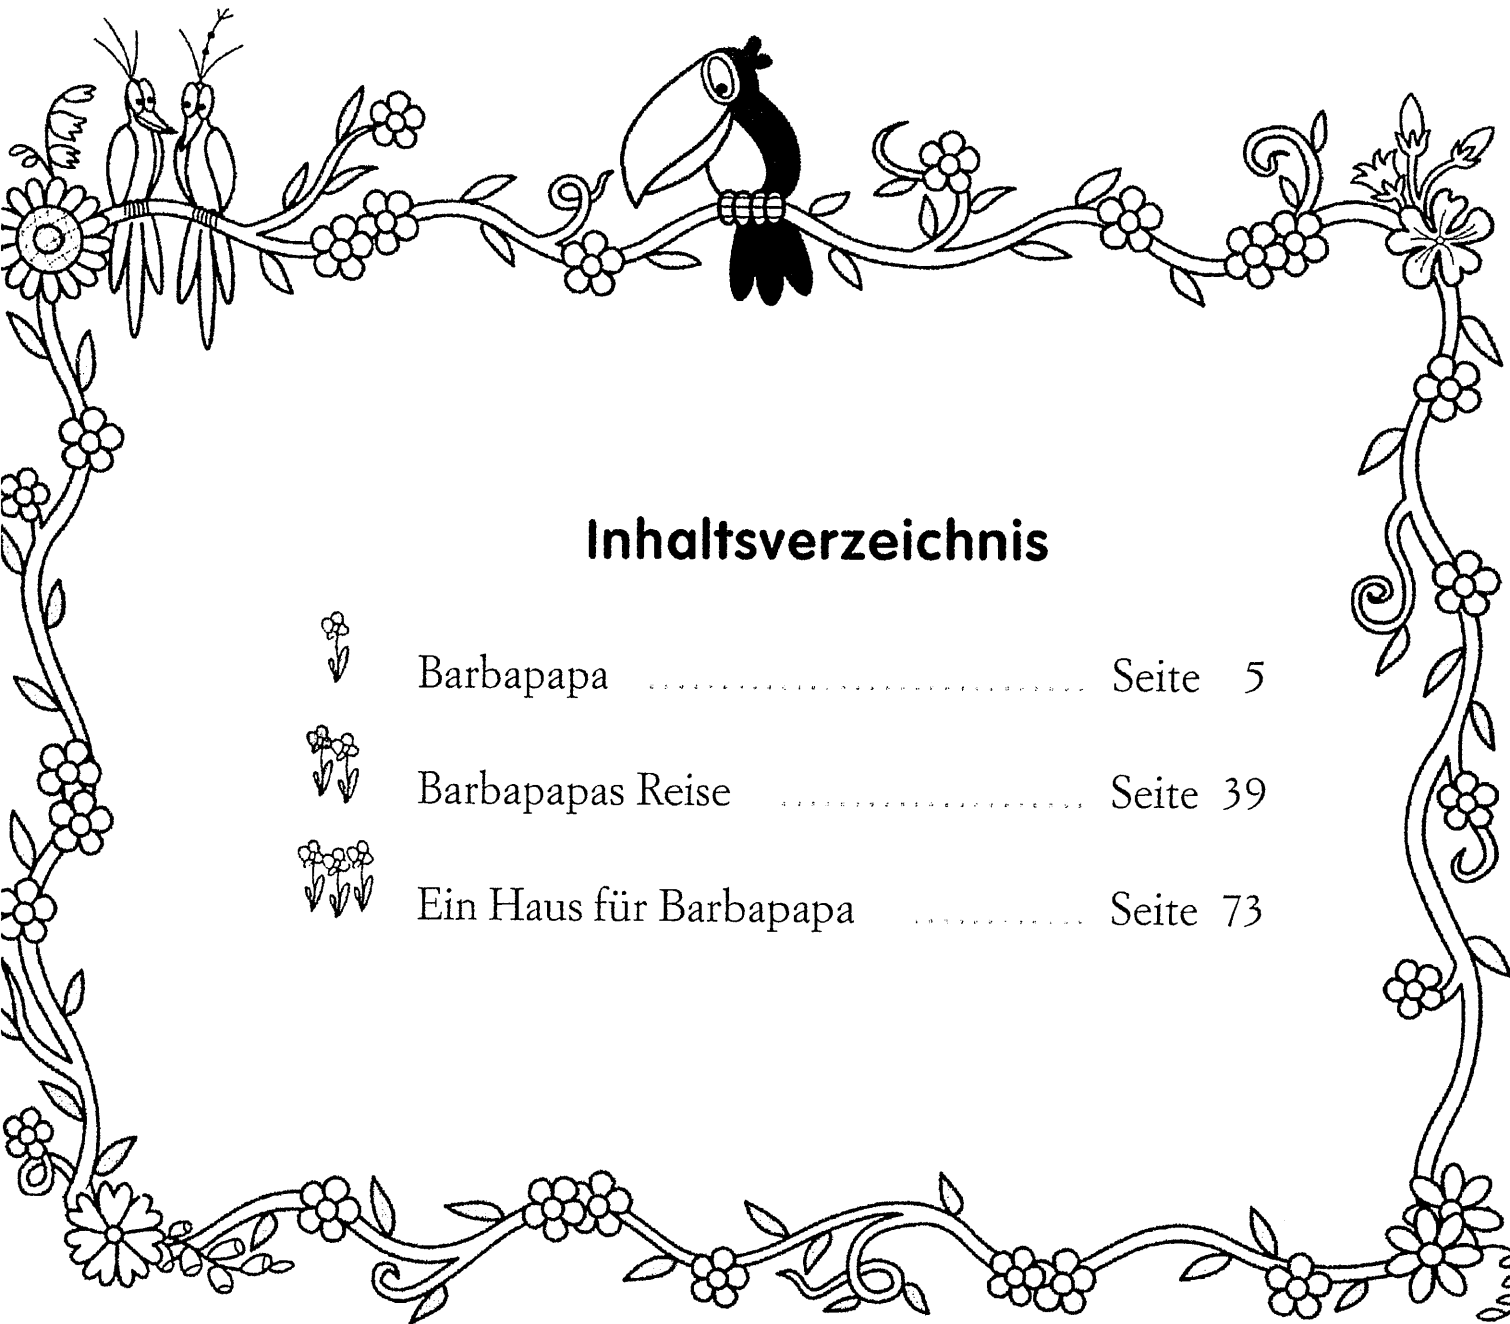 Inhaltsverzeichnis
Barbapapa ........................................ Seite 5
Barbapapas Reise ............................ Seite 39
Ein Haus für Barbapapa ................ Seite 73